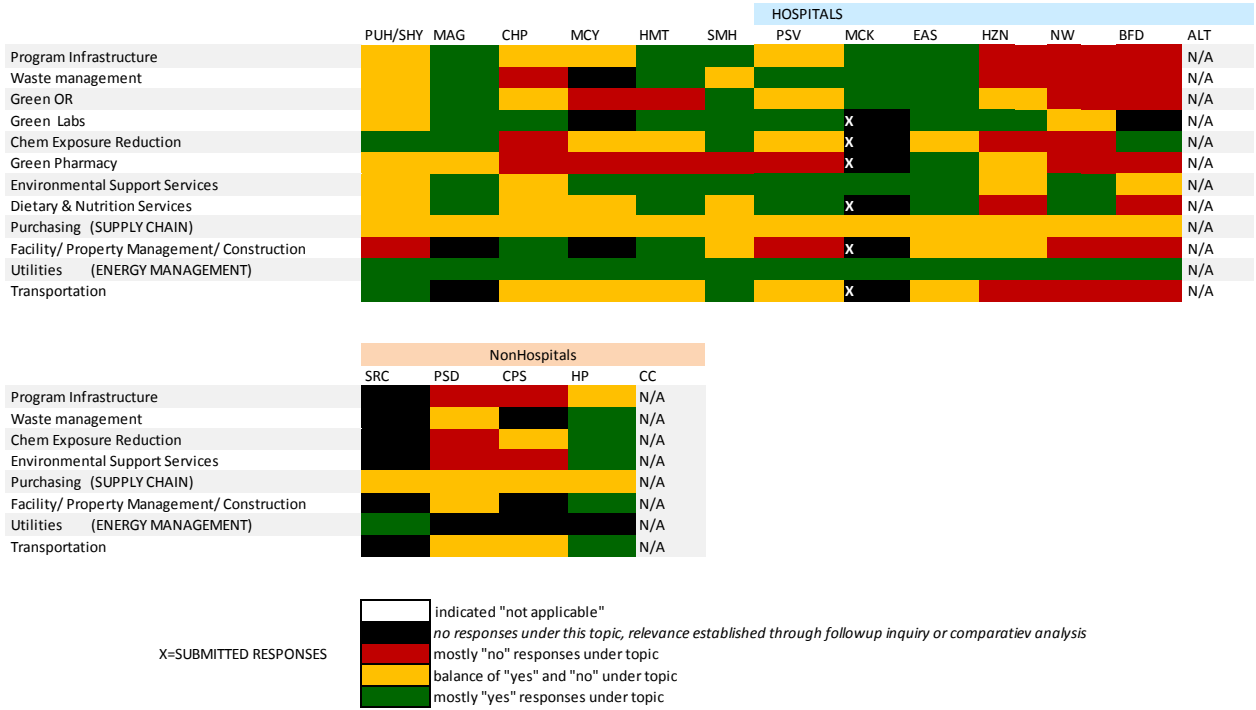 HOSPITALS
PUH/SHY MAG CHP MCY HMT SMH PSV MCK EAS HZN NW BFD ALT
Program Infrastructure N/A
Waste management N/A
Green OR N/A
Green Labs X N/A
Chem Exposure Reduction X N/A
Green Pharmacy X N/A
Environmental Support Services N/A
Dietary & Nutrition Services X N/A
Purchasing (SUPPLY CHAIN) N/A
Facility/ Property Management/ Construction X N/A
Utilities (ENERGY MANAGEMENT) N/A
Transportation X N/A
NonHospitals
SRC PSD CPS HP CC
Program Infrastructure N/A
Waste management N/A
Chem Exposure Reduction N/A
Environmental Support Services N/A
Purchasing (SUPPLY CHAIN) N/A
Facility/ Property Management/ Construction N/A
Utilities (ENERGY MANAGEMENT) N/A
Transportation N/A
indicated "not applicable"
no responses under this topic, relevance established through followup inquiry or comparatiev analysis
X=SUBMITTED RESPONSES mostly "no" responses under topic
balance of "yes" and "no" under topic
mostly "yes" responses under topic